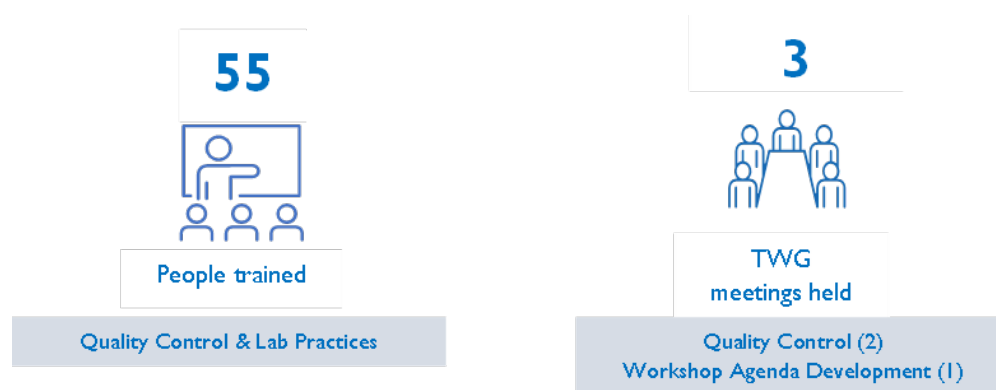 55
People trained
Quality Control & Lab Practices
3
TWG
meetings held
Quality Control (2)
Workshop Agenda Development (1)